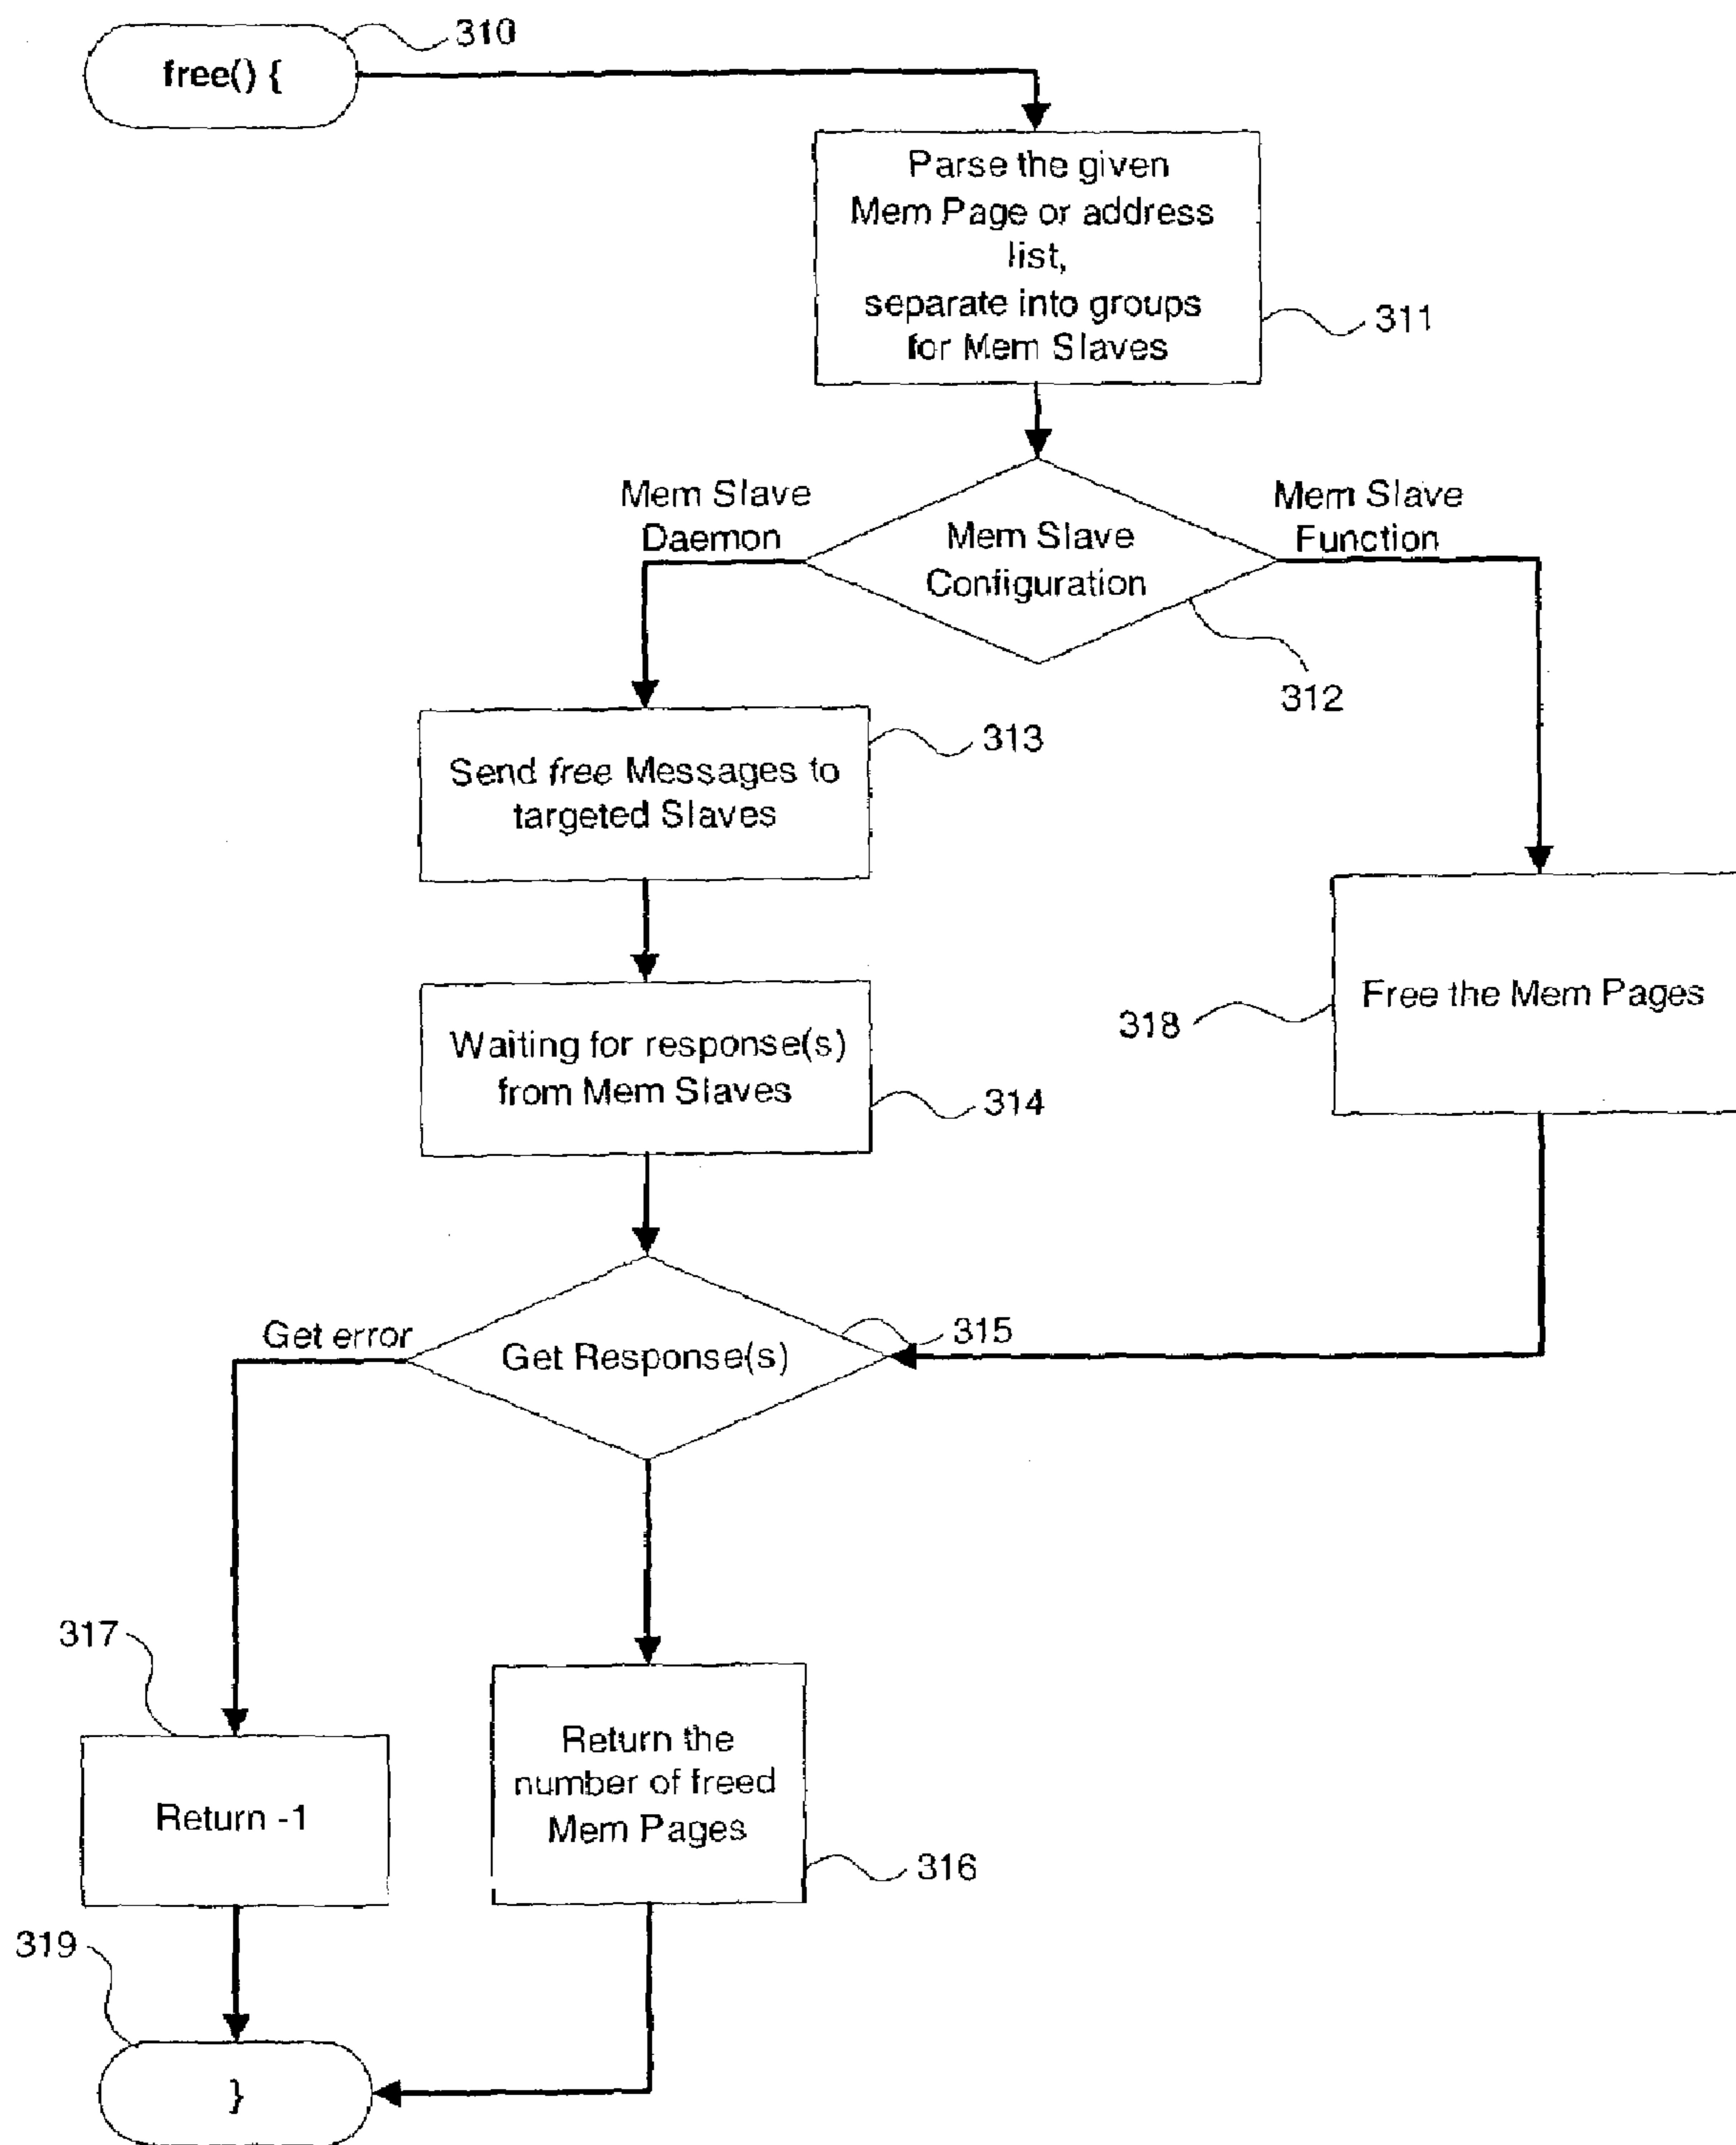 310
free() {
Parse the given
Mem Page or address
list,
separate into groups
for Mem Slaves
311
Mem Slave
Daemon
Mem Slave
Configuration
Mem Slave
Function
312
Send free Messages to
targeted Slaves
313
Free the Mem Pages
318
Waiting for response(s)
from Mem Slaves
314
Get error
Get Response(s)
315
317
Return -1
Return the
number of freed
Mem Pages
316
319
}